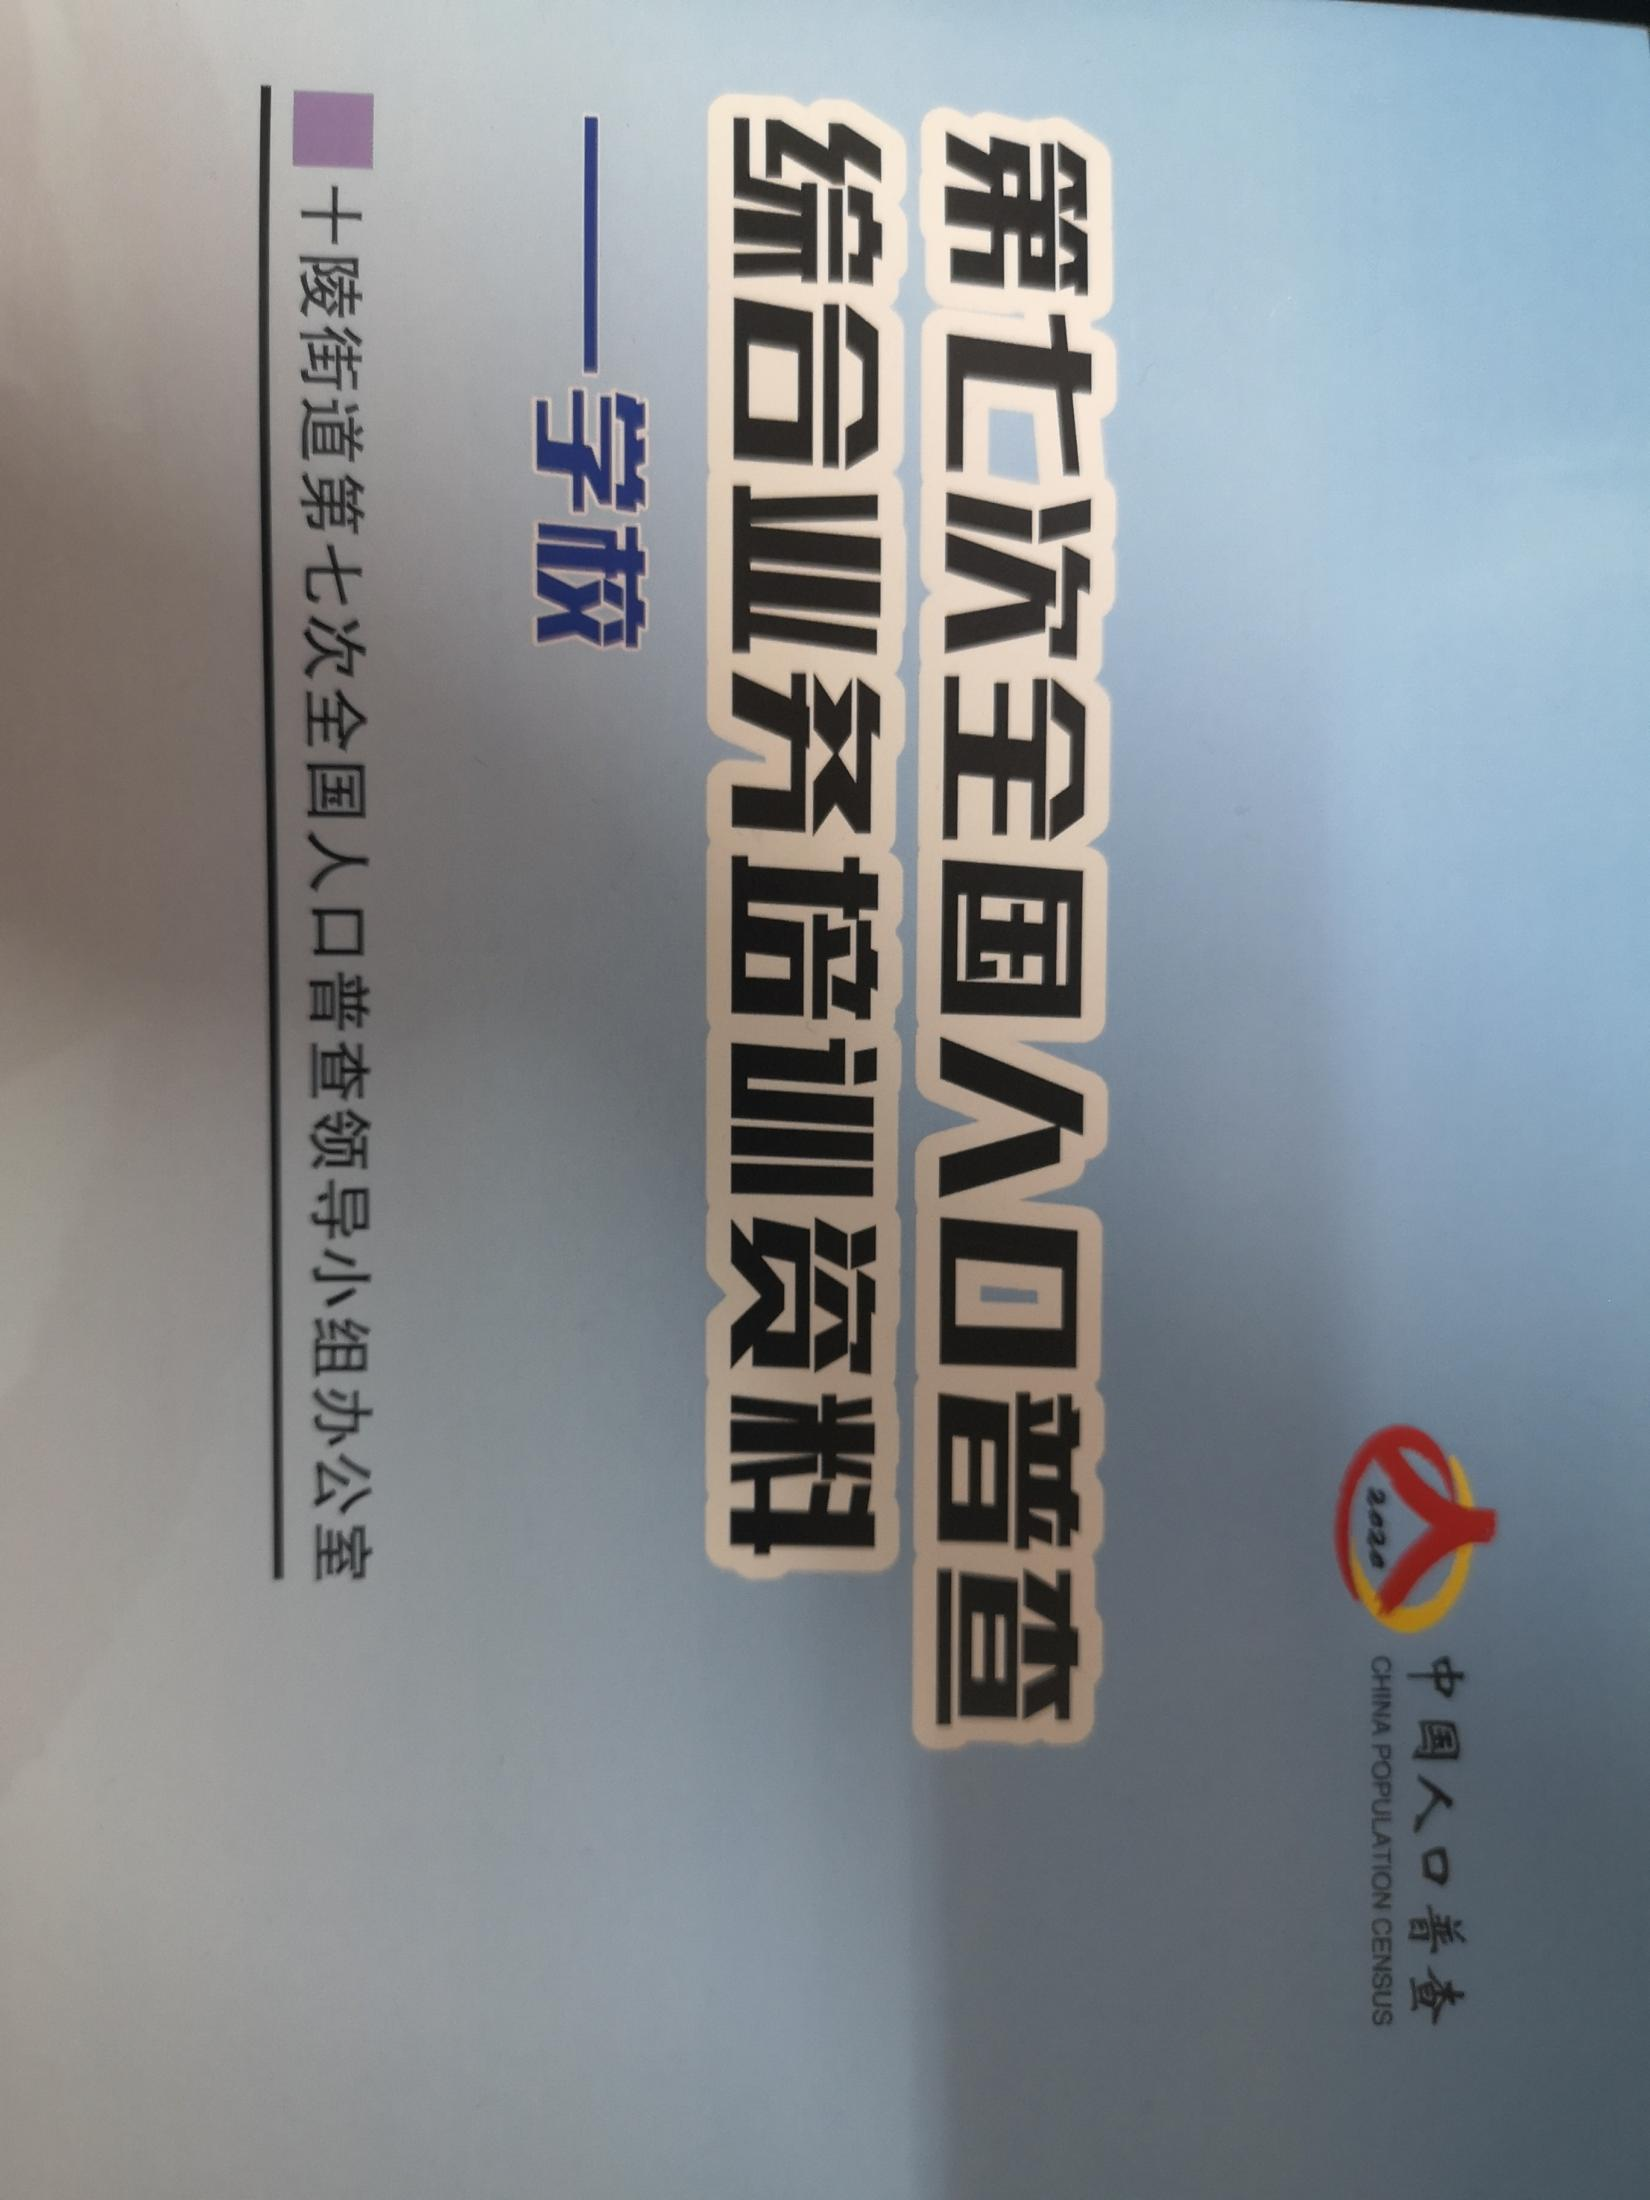 2020
中国人口普查
CHINA POPULATION CENSUS
第七次全国人口普查
综合业务培训资料
——学校
十陵街道第七次全国人口普查领导小组办公室